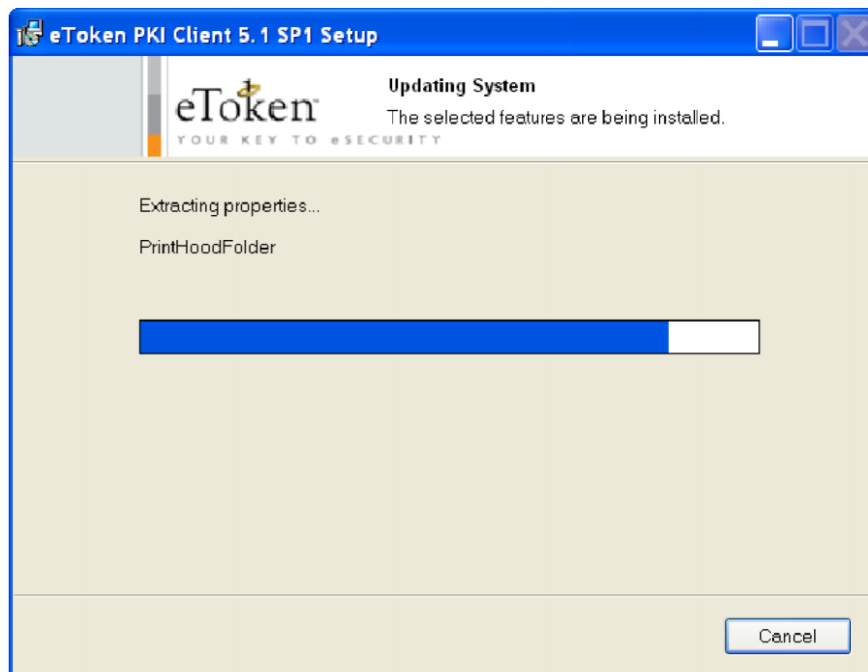 eToken PKI Client 5.1 SP1 Setup
eToken
YOUR KEY TO eSECURITY
Updating System
The selected features are being installed.
Extracting properties...
PrintHoodFolder
Cancel